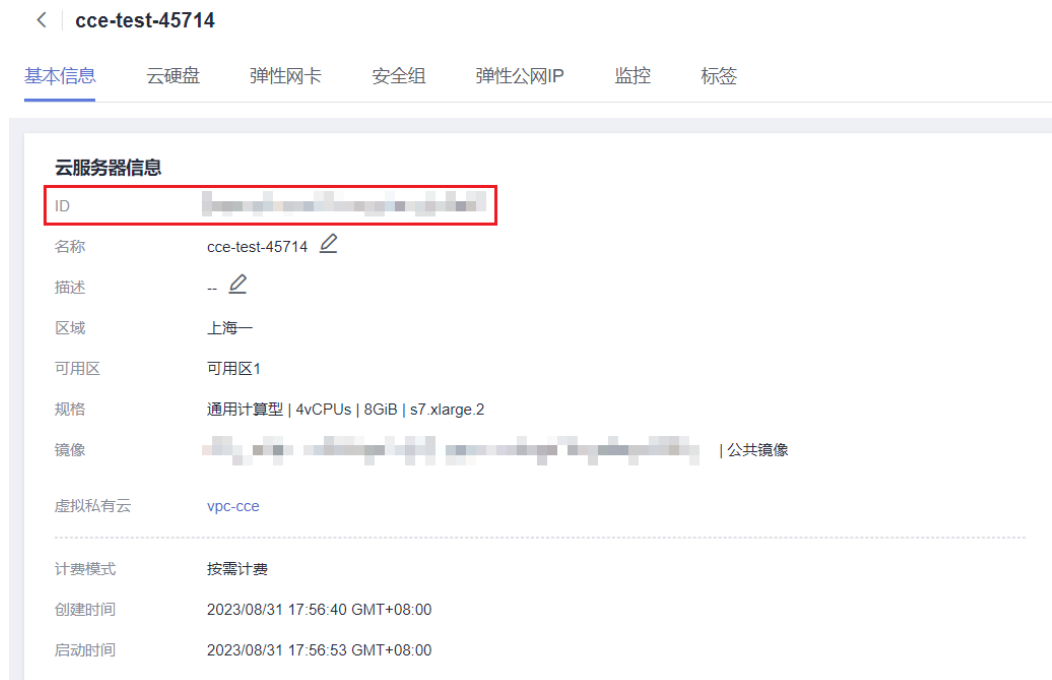 cce-test-45714
基本信息 云硬盘 弹性网卡 安全组 弹性公网IP 监控 标签
云服务器信息
ID
名称 cce-test-45714
描述 --
区域 上海一
可用区 可用区1
规格 通用计算型 | 4vCPUs | 8GiB | s7.xlarge.2
镜像 | 公共镜像
虚拟私有云 vpc-cce
计费模式 按需计费
创建时间 2023/08/31 17:56:40 GMT+08:00
启动时间 2023/08/31 17:56:53 GMT+08:00